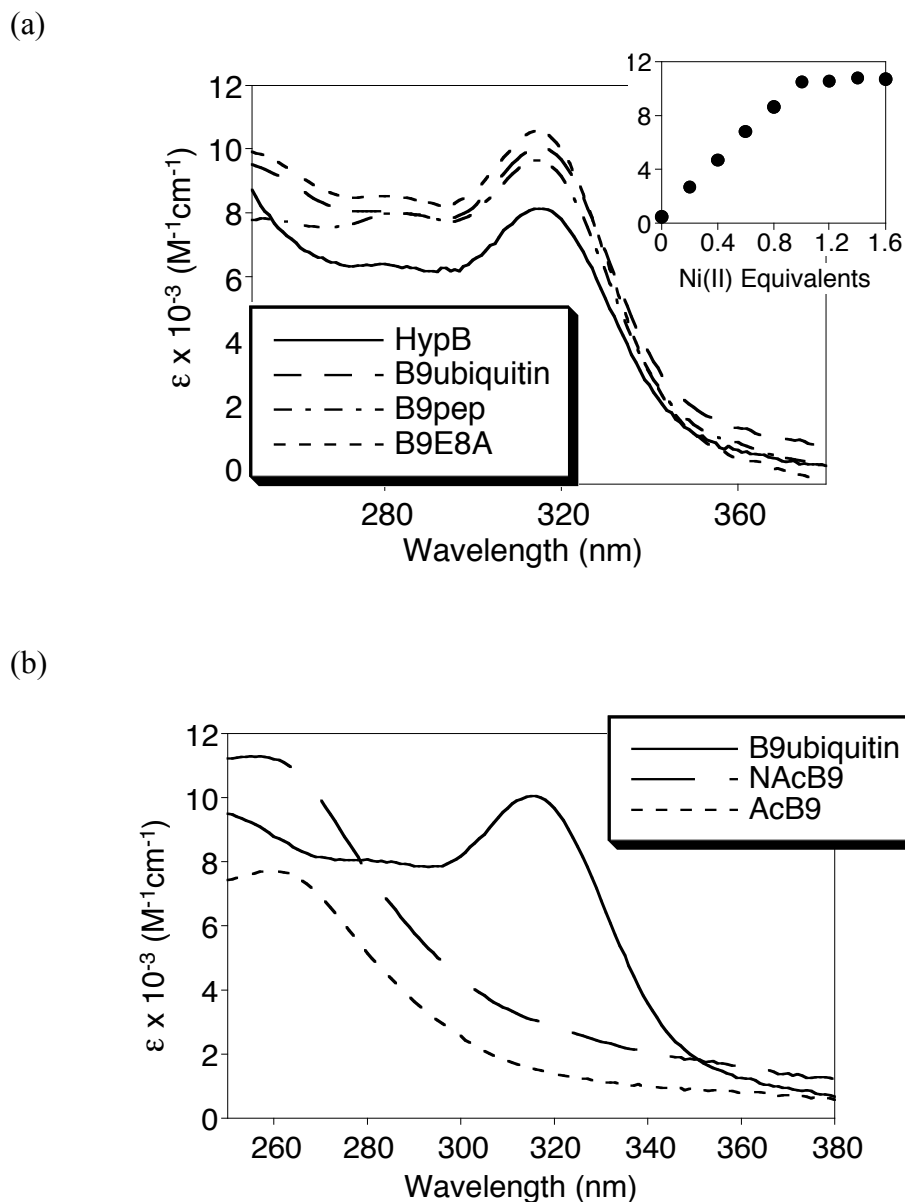 (a)
12
10
8
6
4
2
0
ε x 10⁻³ (M⁻¹cm⁻¹)
280
320
360
Wavelength (nm)
HypB
B9ubiquitin
B9pep
B9E8A
12
8
4
0
0
0.4
0.8
1.2
1.6
Ni(II) Equivalents
(b)
12
10
8
6
4
2
0
ε x 10⁻³ (M⁻¹cm⁻¹)
260
280
300
320
340
360
380
Wavelength (nm)
B9ubiquitin
NAcB9
AcB9